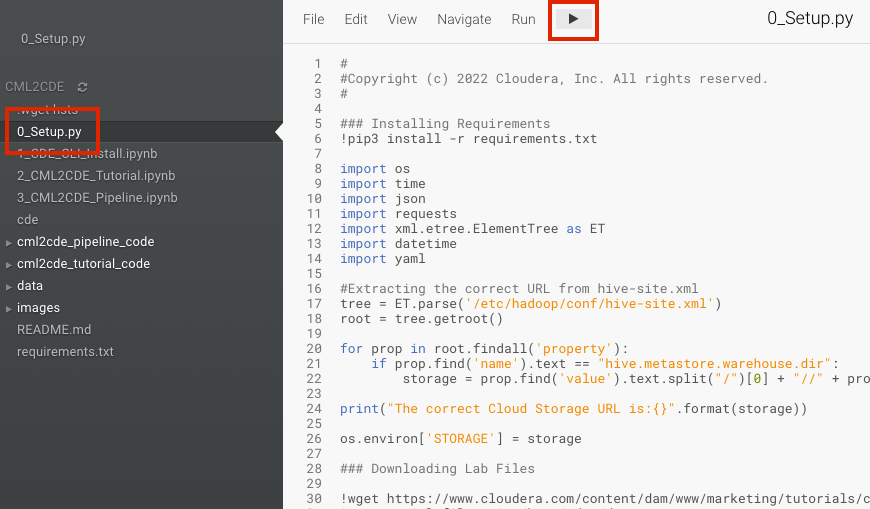 0_Setup.py
CML2CDE
.wget-hsts
0_Setup.py
1_CDE_CLI_Install.ipynb
2_CML2CDE_Tutorial.ipynb
3_CML2CDE_Pipeline.ipynb
cde
cml2cde_pipeline_code
cml2cde_tutorial_code
data
images
README.md
requirements.txt
File Edit View Navigate Run 0_Setup.py
1 #
2 #Copyright (c) 2022 Cloudera, Inc. All rights reserved.
3 #
4
5 ### Installing Requirements
6 !pip3 install -r requirements.txt
7
8 import os
9 import time
10 import json
11 import requests
12 import xml.etree.ElementTree as ET
13 import datetime
14 import yaml
15
16 #Extracting the correct URL from hive-site.xml
17 tree = ET.parse('/etc/hadoop/conf/hive-site.xml')
18 root = tree.getroot()
19
20 for prop in root.findall('property'):
21     if prop.find('name').text == "hive.metastore.warehouse.dir":
22         storage = prop.find('value').text.split("/")[0] + "//" + pro
23
24 print("The correct Cloud Storage URL is:{}".format(storage))
25
26 os.environ['STORAGE'] = storage
27
28 ### Downloading Lab Files
29
30 !wget https://www.cloudera.com/content/dam/www/marketing/tutorials/c